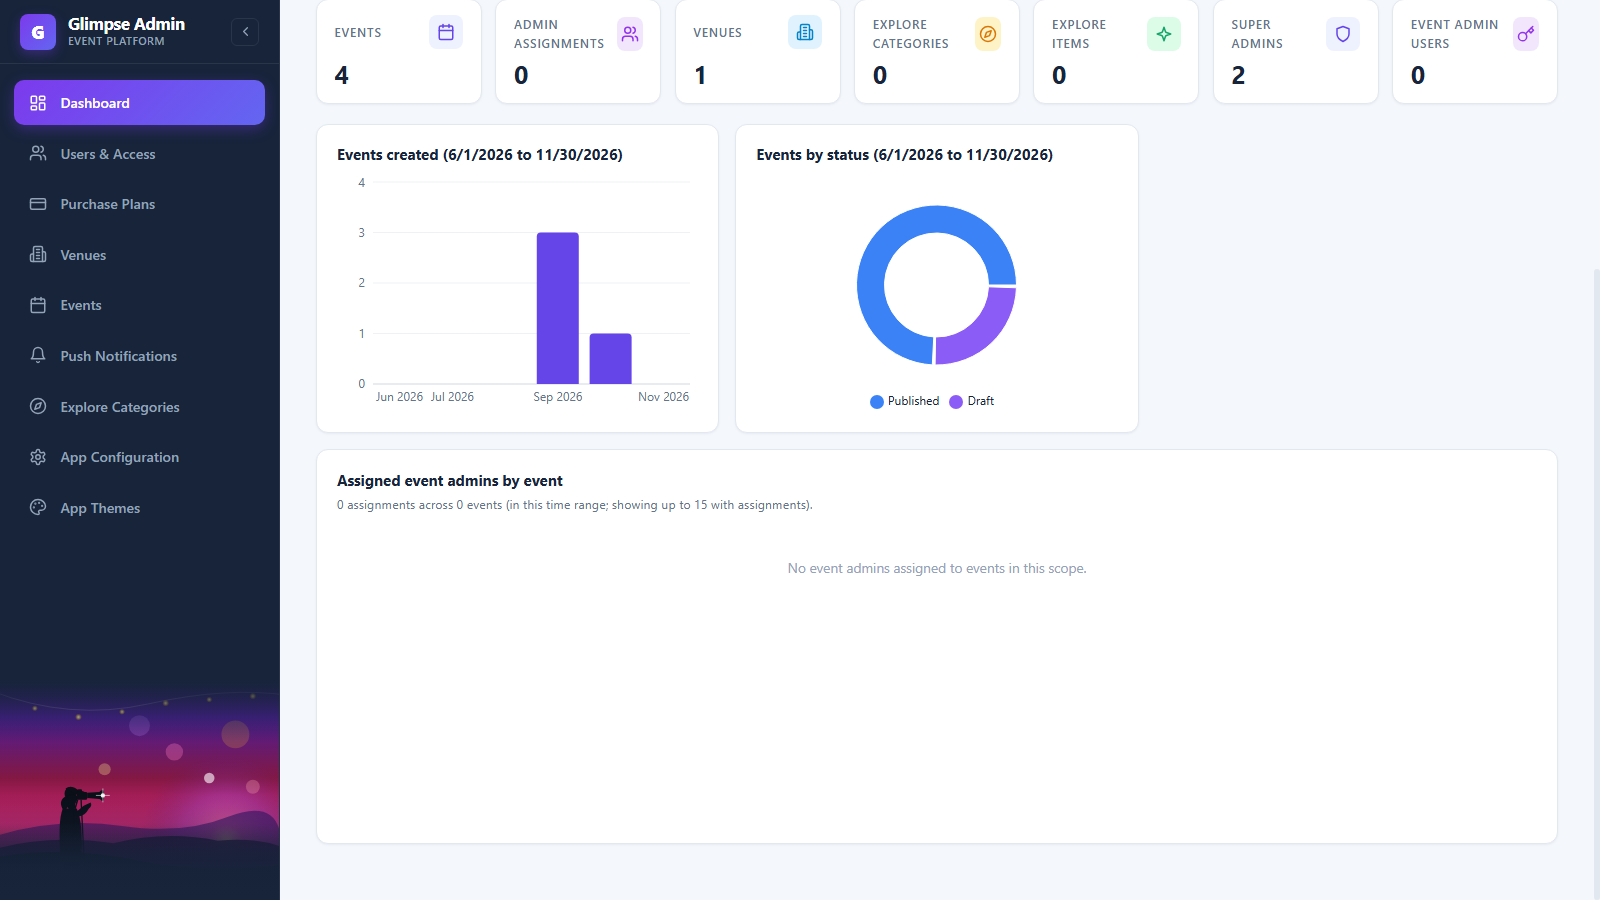 G
Glimpse Admin
EVENT PLATFORM
Dashboard
Users & Access
Purchase Plans
Venues
Events
Push Notifications
Explore Categories
App Configuration
App Themes
EVENTS
4
ADMIN
ASSIGNMENTS
0
VENUES
1
EXPLORE
CATEGORIES
0
EXPLORE
ITEMS
0
SUPER
ADMINS
2
EVENT ADMIN
USERS
0
Events created (6/1/2026 to 11/30/2026)
4
3
2
1
0
Jun 2026 Jul 2026 Sep 2026 Nov 2026
Events by status (6/1/2026 to 11/30/2026)
Published Draft
Assigned event admins by event
0 assignments across 0 events (in this time range; showing up to 15 with assignments).
No event admins assigned to events in this scope.